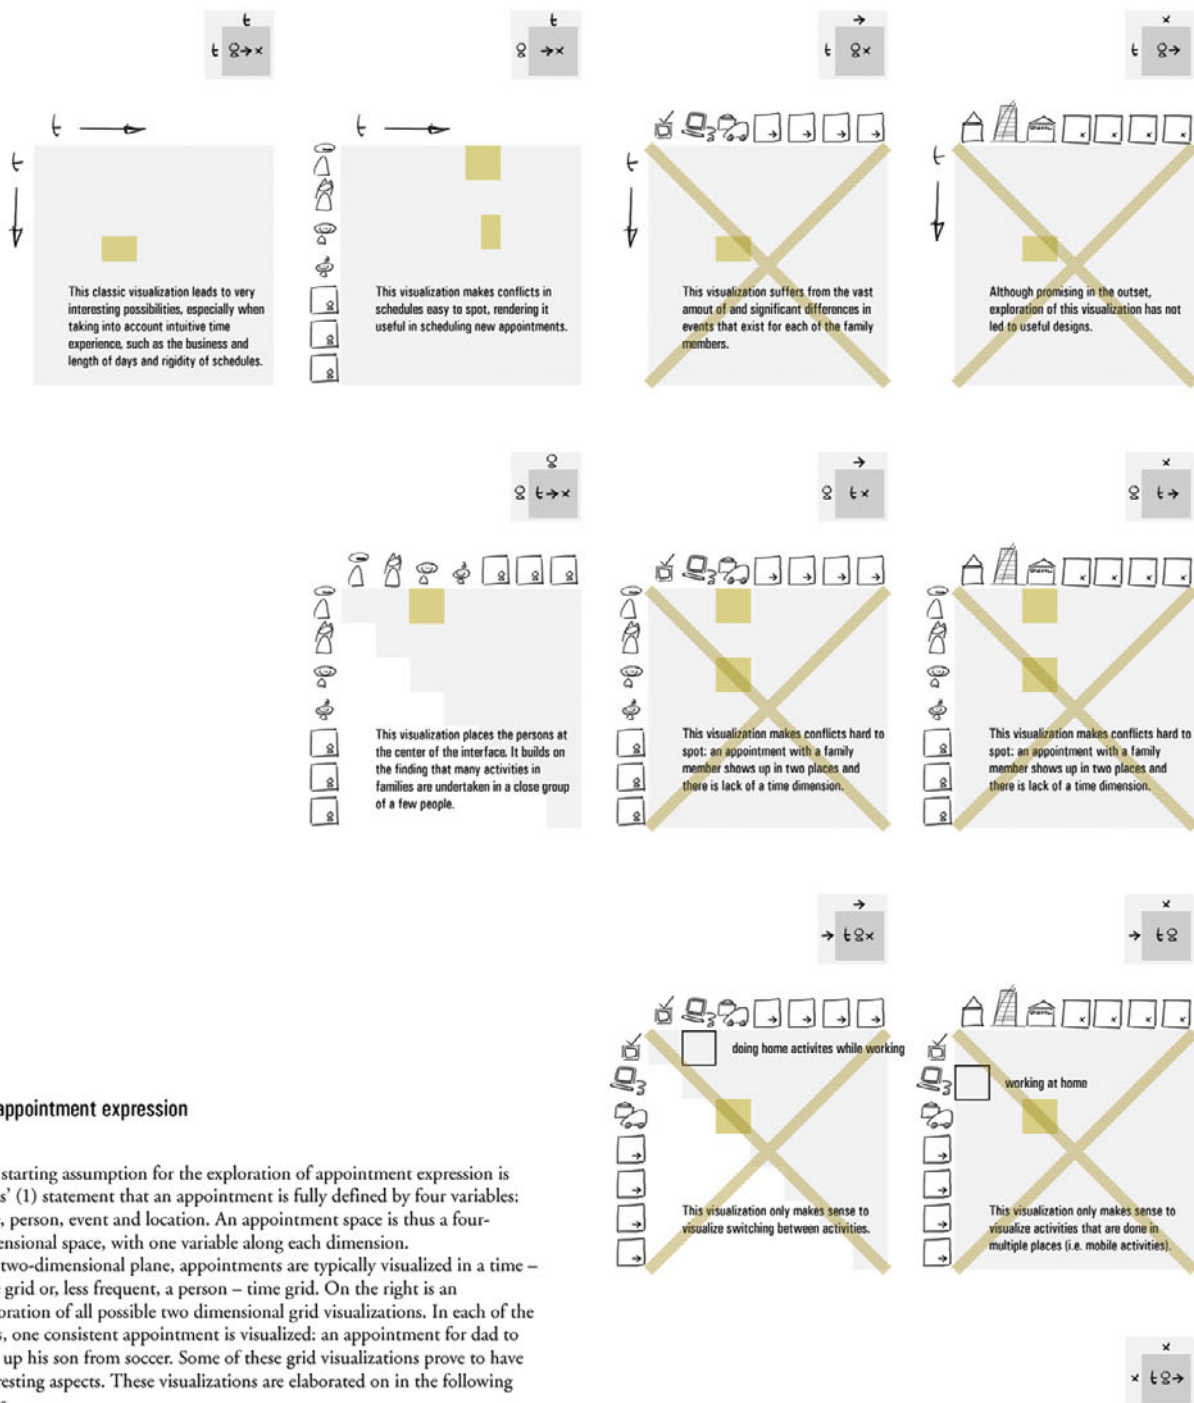 t
t → x
t
→ x
→
t x
x
t →
t
t
t
t
This classic visualization leads to very
interesting possibilities, especially when
taking into account intuitive time
experience, such as the business and
length of days and rigidity of schedules.
This visualization makes conflicts in
schedules easy to spot, rendering it
useful in scheduling new appointments.
This visualization suffers from the vast
amout of and significant differences in
events that exist for each of the family
members.
Although promising in the outset,
exploration of this visualization has not
led to useful designs.
t → x
→
t x
x
t →
This visualization places the persons at
the center of the interface. It builds on
the finding that many activities in
families are undertaken in a close group
of a few people.
This visualization makes conflicts hard to
spot: an appointment with a family
member shows up in two places and
there is lack of a time dimension.
This visualization makes conflicts hard to
spot: an appointment with a family
member shows up in two places and
there is lack of a time dimension.
→
→ t x
x
→ t
doing home activites while working
working at home
This visualization only makes sense to
visualize switching between activities.
This visualization only makes sense to
visualize activities that are done in
multiple places (i.e. mobile activities).
appointment expression
starting assumption for the exploration of appointment expression is
(1) statement that an appointment is fully defined by four variables:
person, event and location. An appointment space is thus a four-
space, with one variable along each dimension.
two-dimensional plane, appointments are typically visualized in a time –
grid or, less frequent, a person – time grid. On the right is an
of all possible two dimensional grid visualizations. In each of the
one consistent appointment is visualized: an appointment for dad to
up his son from soccer. Some of these grid visualizations prove to have
aspects. These visualizations are elaborated on in the following
x
x t →